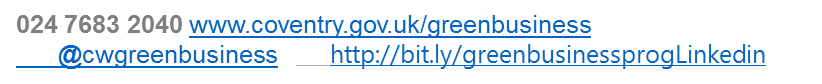 024 7683 2040 www.coventry.gov.uk/greenbusiness
@cwgreenbusiness http://bit.ly/greenbusinessprogLinkedin